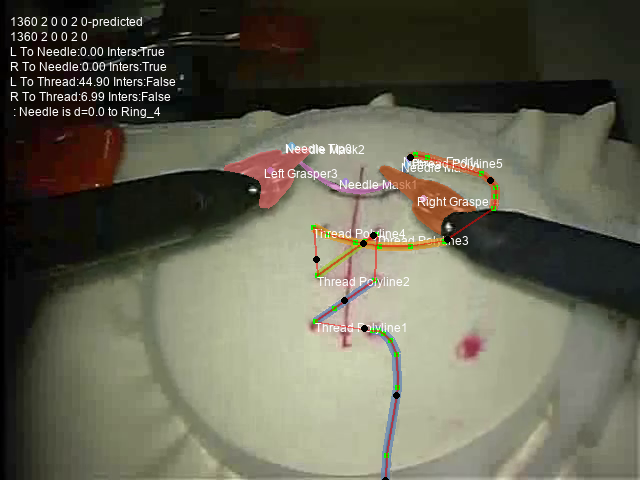 1360 2 0 0 2 0-predicted
1360 2 0 0 2 0
L To Needle:0.00 Inters:True
R To Needle:0.00 Inters:True
L To Thread:44.90 Inters:False
R To Thread:6.99 Inters:False
: Needle is d=0.0 to Ring_4
Needle Mask2
Polyline5
Left Grasper3
Needle Mask1
Right Graspe
Thread Polyline4
Thread Polyline3
Thread Polyline2
Thread Polyline1